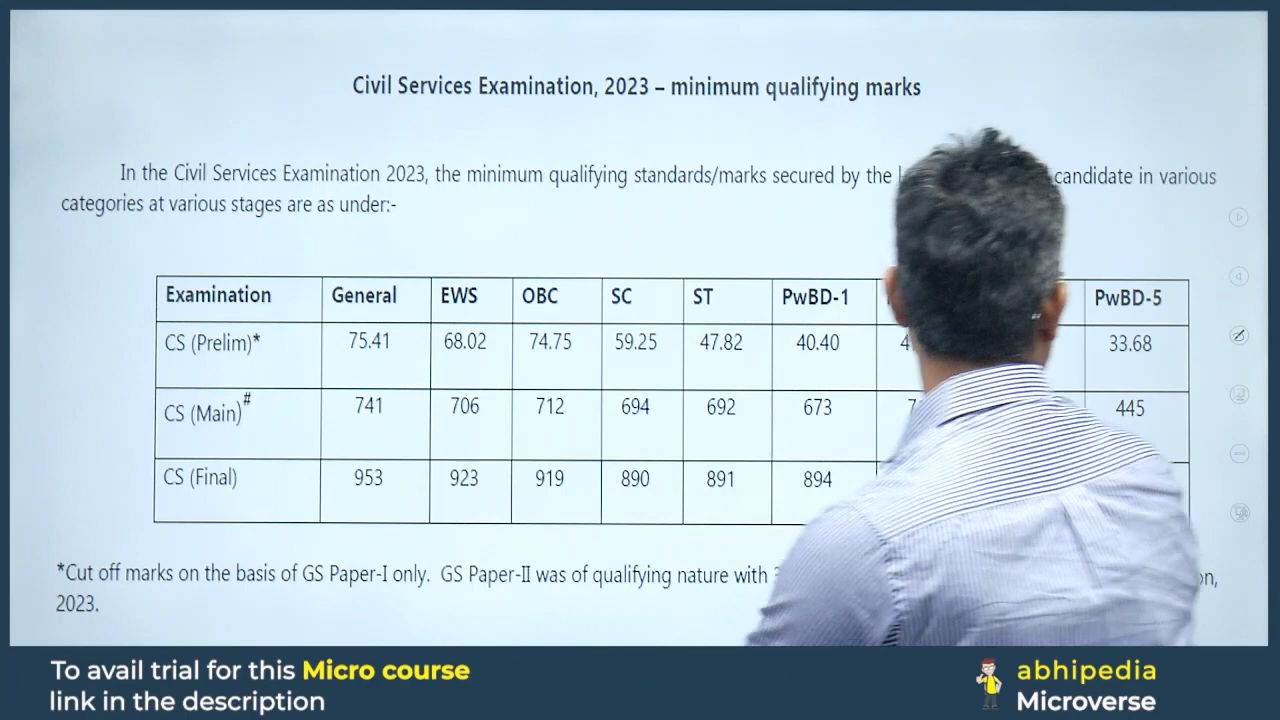 Civil Services Examination, 2023 – minimum qualifying marks
In the Civil Services Examination 2023, the minimum qualifying standards/marks secured by the candidate in various
categories at various stages are as under:-
Examination General EWS OBC SC ST PwBD-1 PwBD-5
CS (Prelim)* 75.41 68.02 74.75 59.25 47.82 40.40 33.68
CS (Main)# 741 706 712 694 692 673 445
CS (Final) 953 923 919 890 891 894
*Cut off marks on the basis of GS Paper-I only. GS Paper-II was of qualifying nature with
2023.
To avail trial for this Micro course
link in the description
abhipedia
Microverse